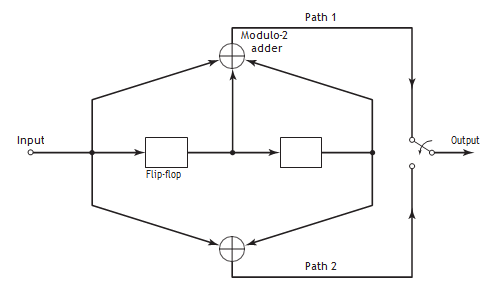 Path 1
Modulo-2
adder
Input
Output
Flip-flop
Path 2